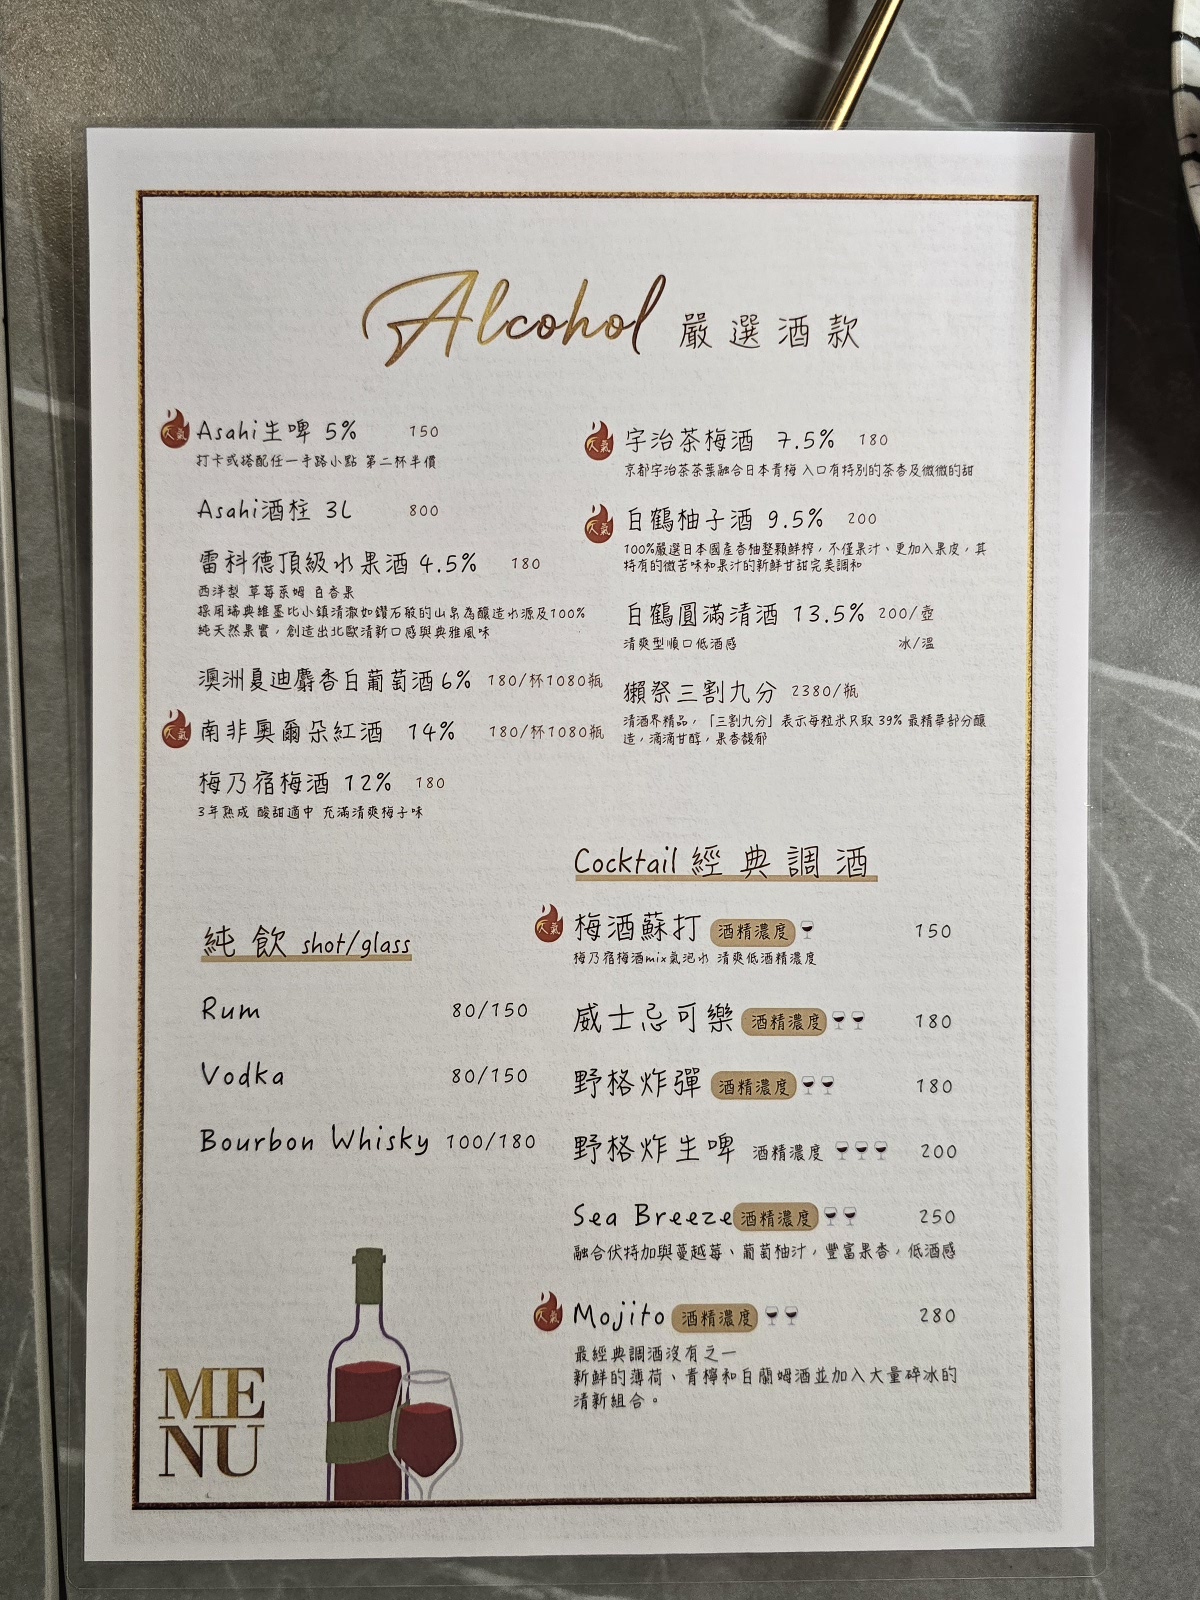 Alcohol 嚴選酒款
人氣 Asahi生啤 5% 150
打卡或搭配任一手路小點 第二杯半價
Asahi酒柱 3L 800
雷科德頂級水果酒 4.5% 180
西洋梨 草莓萊姆 百香果
採用瑞典維墨比小鎮清澈如鑽石般的山泉為釀造水源及100%
純天然果實，創造出北歐清新口感與典雅風味
澳洲夏迪麝香白葡萄酒 6% 180/杯1080瓶
人氣 南非奧爾朵紅酒 14% 180/杯1080瓶
梅乃宿梅酒 12% 180
3年熟成 酸甜適中 充滿清爽梅子味
人氣 宇治茶梅酒 7.5% 180
京都宇治茶茶葉融合日本青梅 入口有特別的茶香及微微的甜
人氣 白鶴柚子酒 9.5% 200
100%嚴選日本國產香柚整顆鮮榨，不僅果汁、更加入果皮，其
特有的微苦味和果汁的新鮮甘甜完美調和
白鶴圓滿清酒 13.5% 200/壺
清爽型順口低酒感 冰/溫
獺祭三割九分 2380/瓶
清酒界精品，「三割九分」表示每粒米只取 39% 最精華部分釀
造，滴滴甘醇，果香馥郁
純飲 shot/glass
Rum 80/150
Vodka 80/150
Bourbon Whisky 100/180
Cocktail 經典調酒
人氣 梅酒蘇打 酒精濃度 150
梅乃宿梅酒mix氣泡水 清爽低酒精濃度
威士忌可樂 酒精濃度 180
野格炸彈 酒精濃度 180
野格炸生啤 酒精濃度 200
Sea Breeze 酒精濃度 250
融合伏特加與蔓越莓、葡萄柚汁，豐富果香，低酒感
人氣 Mojito 酒精濃度 280
最經典調酒沒有之一
新鮮的薄荷、青檸和白蘭姆酒並加入大量碎冰的
清新組合。
ME
NU